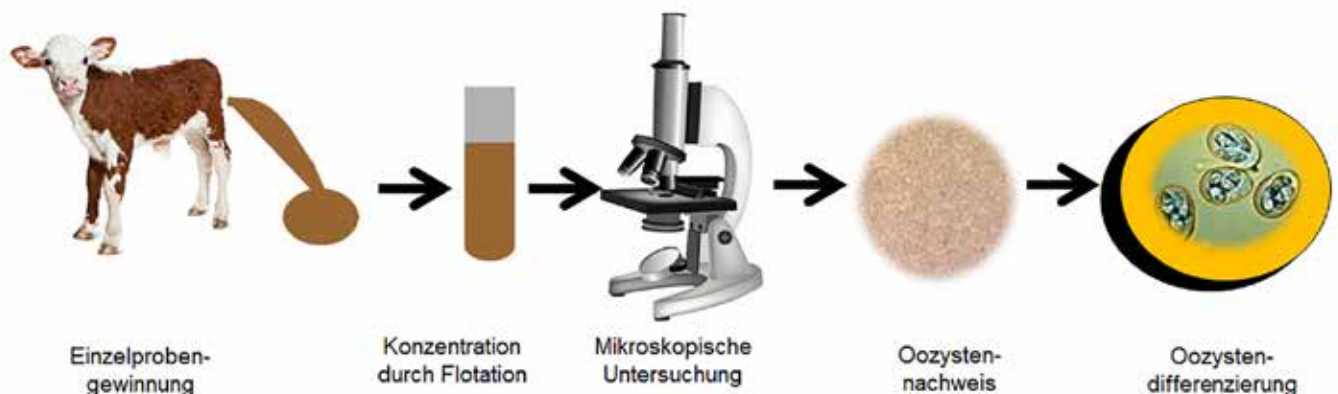 Einzelproben-
gewinnung
Konzentration
durch Flotation
Mikroskopische
Untersuchung
Oozysten-
nachweis
Oozysten-
differenzierung